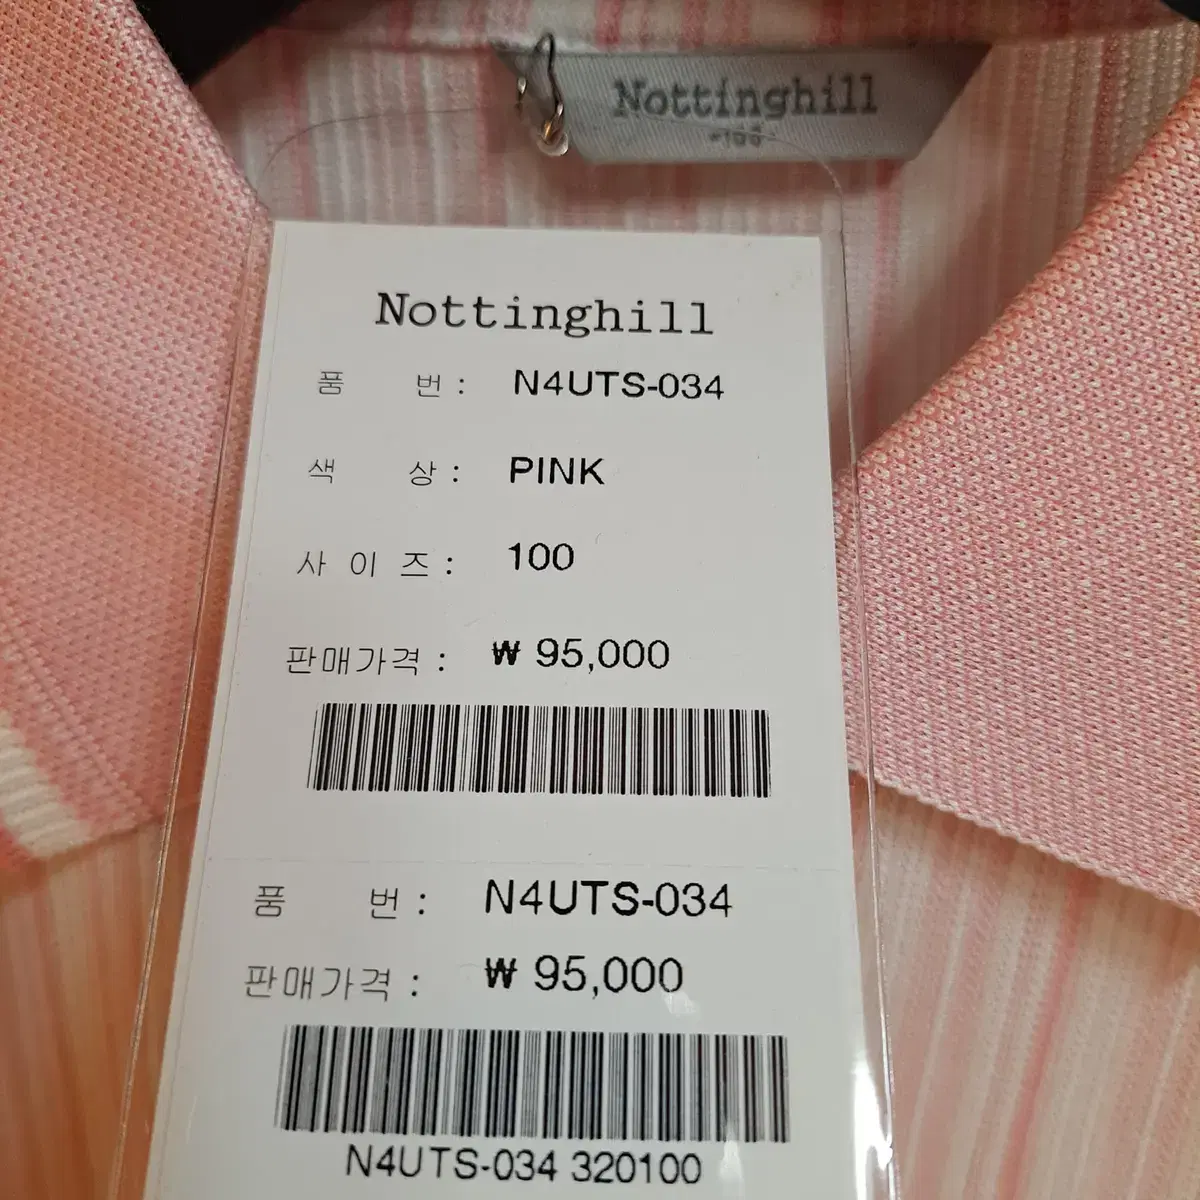 Nottinghill
-100-
Nottinghill
품 번 : N4UTS-034
색 상 : PINK
사 이 즈 : 100
판매가격 : ₩ 95,000
품 번 : N4UTS-034
판매가격 : ₩ 95,000
N4UTS-034 320100